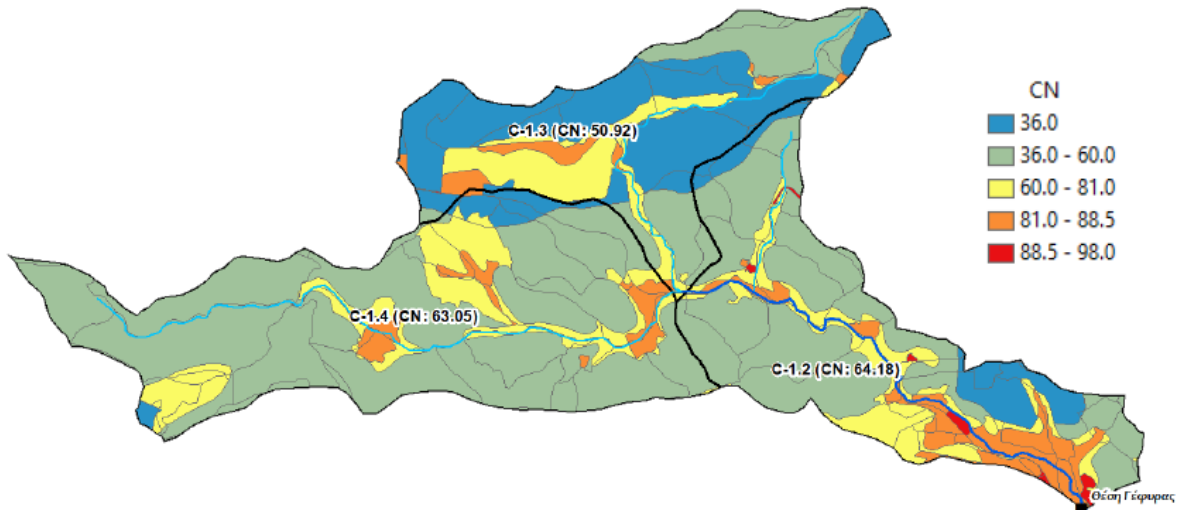 C-1.3 (CN: 50.92)
CN
36.0
36.0 - 60.0
60.0 - 81.0
81.0 - 88.5
88.5 - 98.0
C-1.4 (CN: 63.05)
C-1.2 (CN: 64.18)
Θέση Γέφυρας